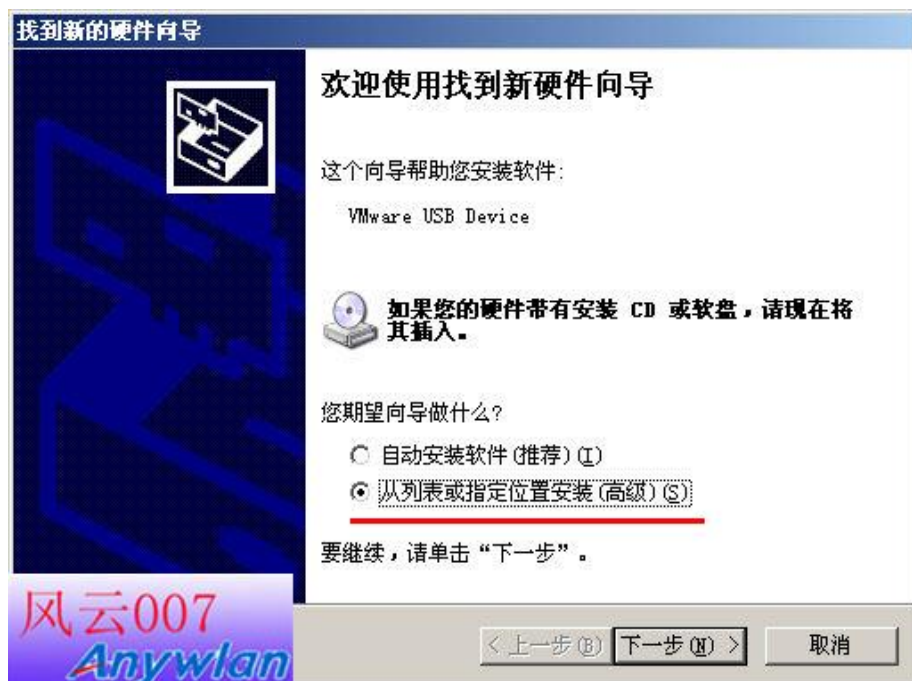 找到新的硬件向导
欢迎使用找到新硬件向导
这个向导帮助您安装软件:
VMware USB Device
如果您的硬件带有安装 CD 或软盘，请现在将
其插入。
您期望向导做什么?
自动安装软件(推荐)(I)
从列表或指定位置安装(高级)(S)
要继续，请单击“下一步”。
风云007
Anywlan
< 上一步(B) 下一步(N) > 取消